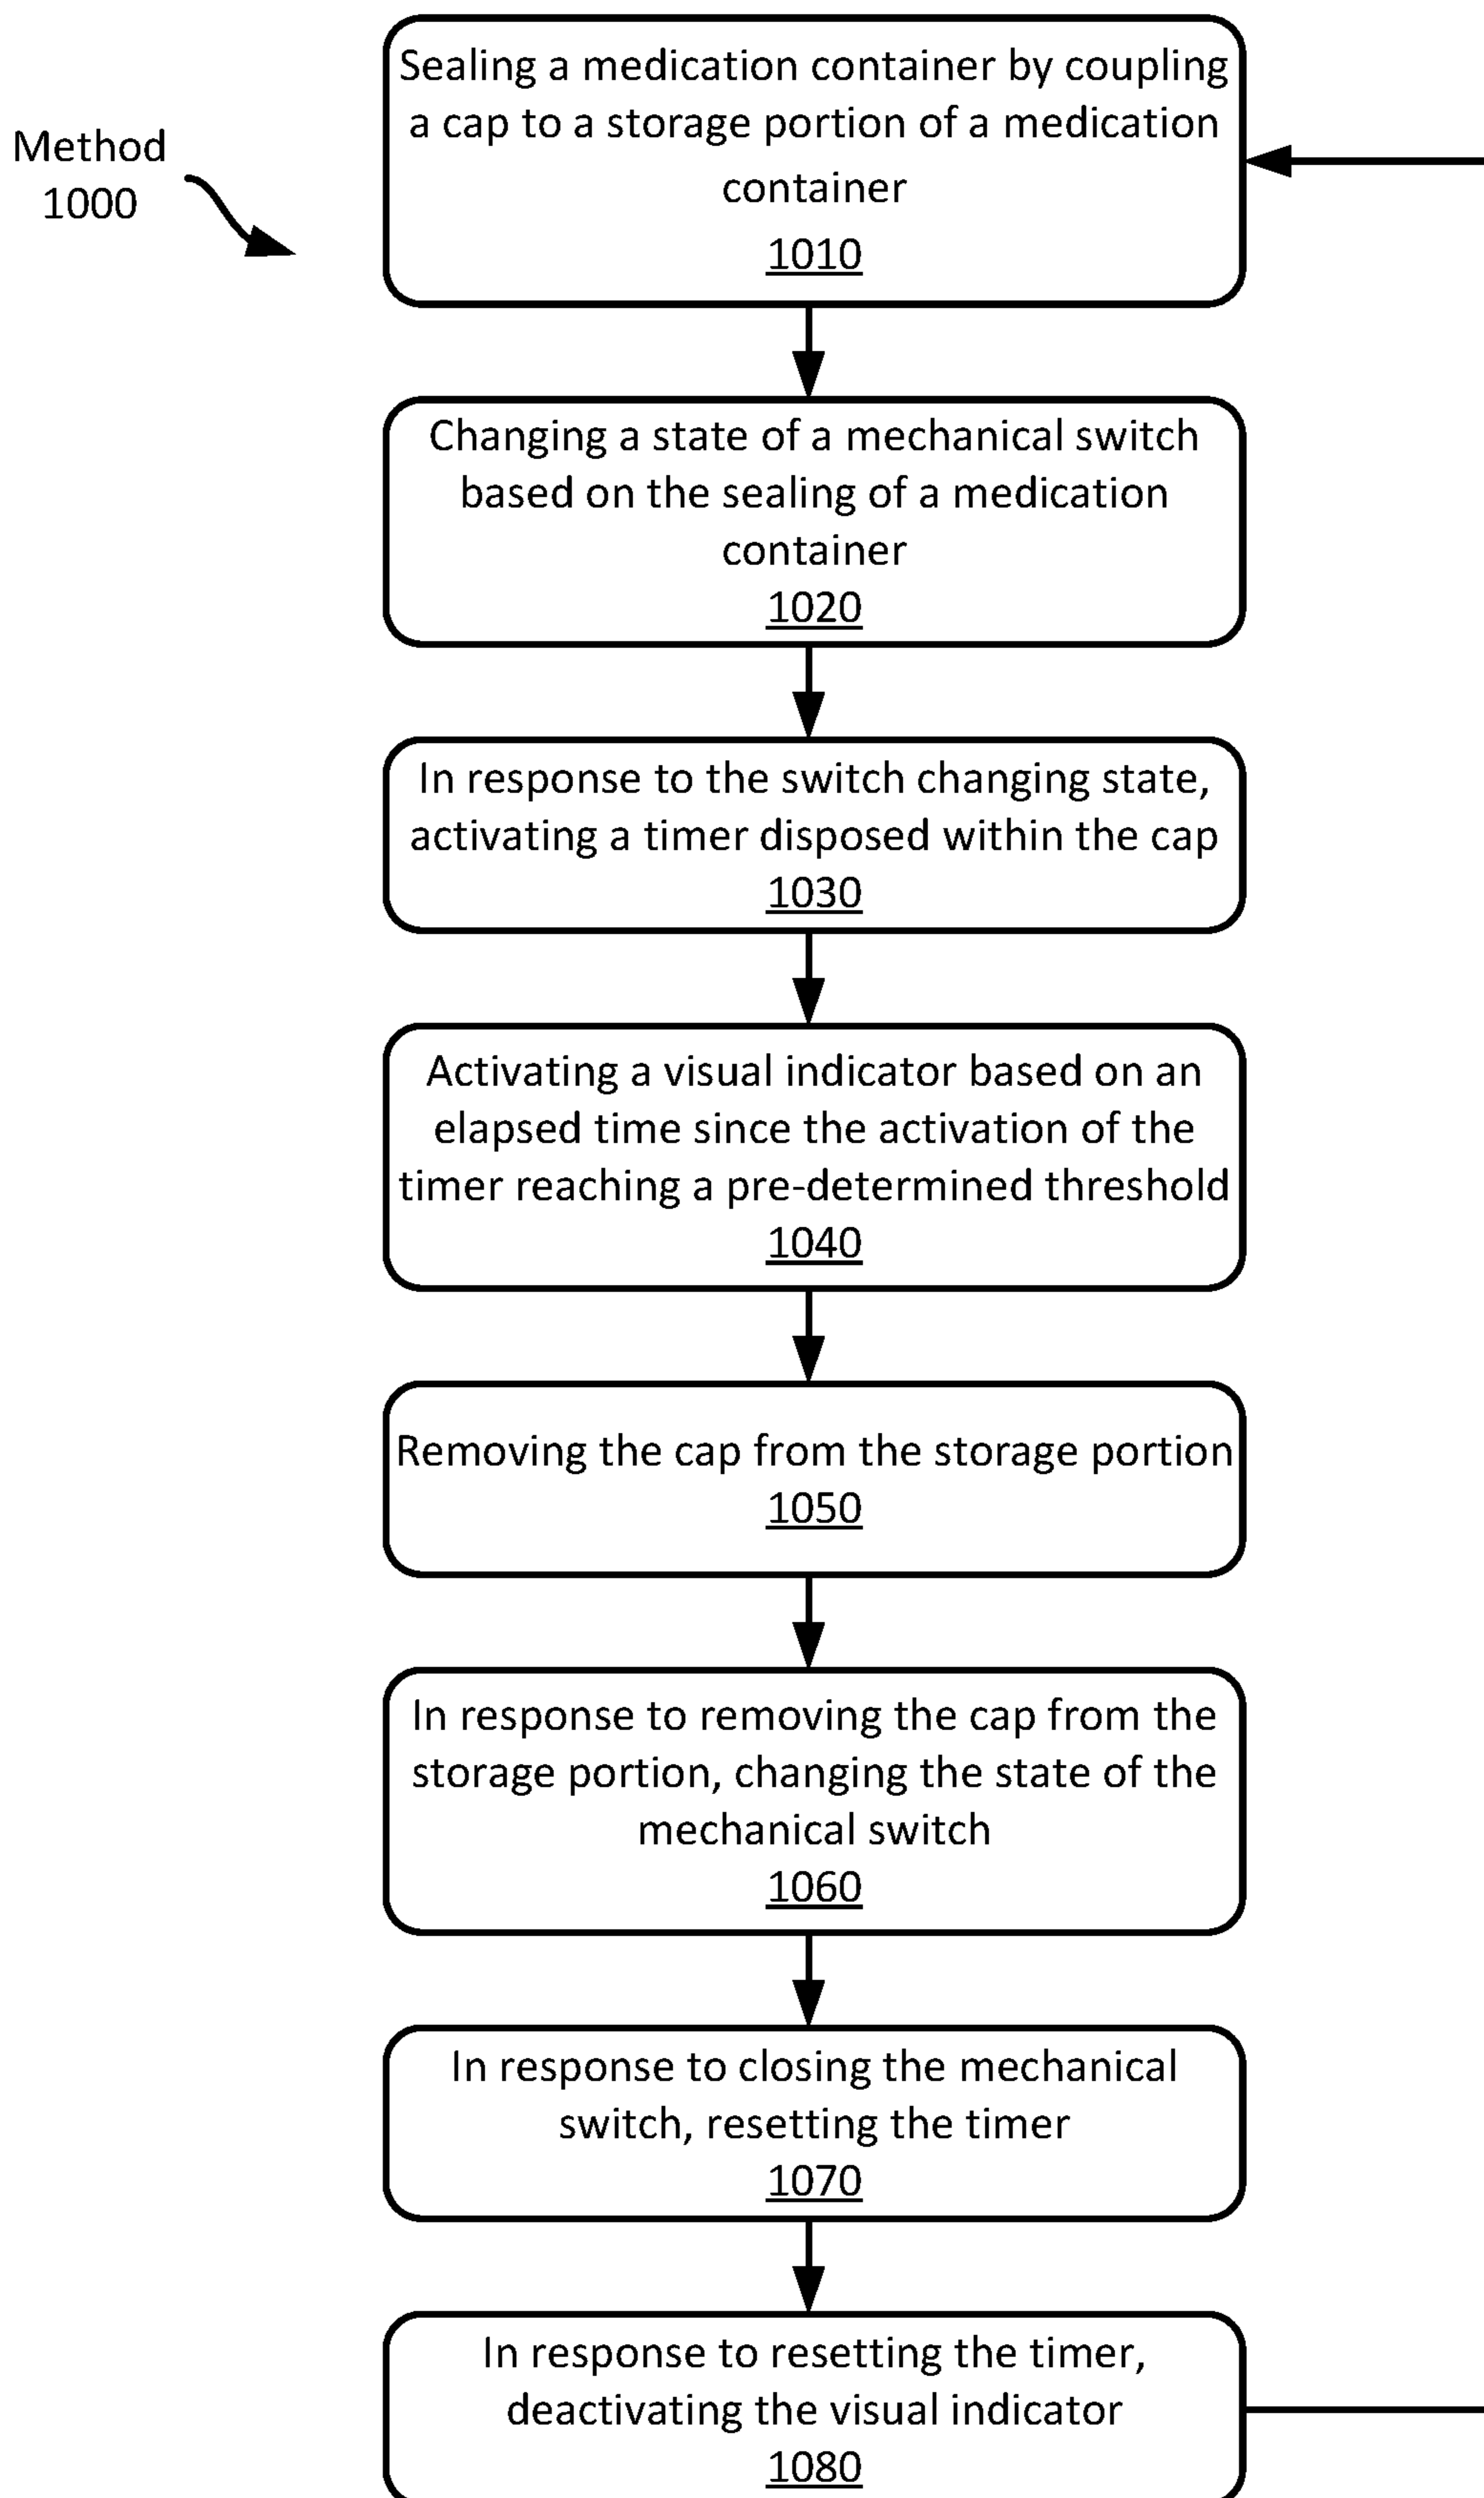 Method
1000
Sealing a medication container by coupling
a cap to a storage portion of a medication
container
1010
Changing a state of a mechanical switch
based on the sealing of a medication
container
1020
In response to the switch changing state,
activating a timer disposed within the cap
1030
Activating a visual indicator based on an
elapsed time since the activation of the
timer reaching a pre-determined threshold
1040
Removing the cap from the storage portion
1050
In response to removing the cap from the
storage portion, changing the state of the
mechanical switch
1060
In response to closing the mechanical
switch, resetting the timer
1070
In response to resetting the timer,
deactivating the visual indicator
1080